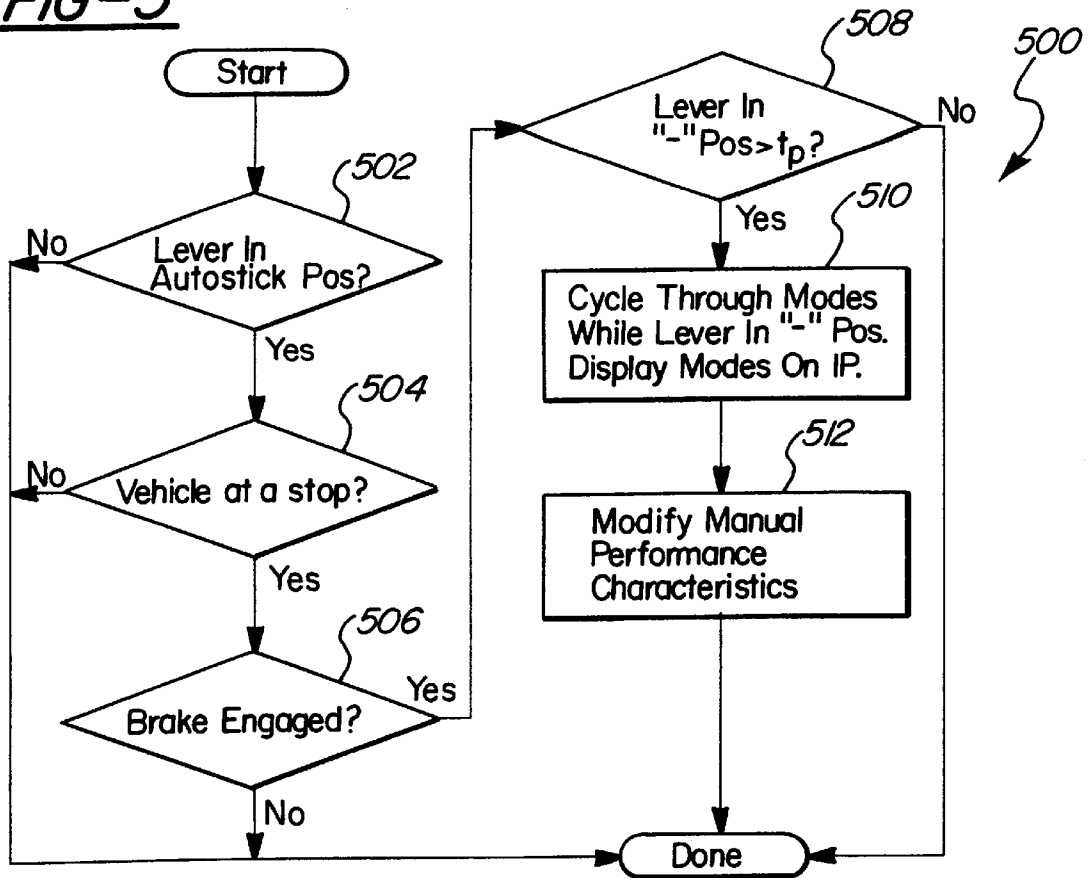 FIG-5
Start
502
Lever In
Autostick Pos?
No
Yes
504
Vehicle at a stop?
No
Yes
506
Brake Engaged?
Yes
No
508
500
Lever In
"-" Pos>tp?
No
Yes
510
Cycle Through Modes
While Lever In "-" Pos.
Display Modes On IP.
512
Modify Manual
Performance
Characteristics
Done